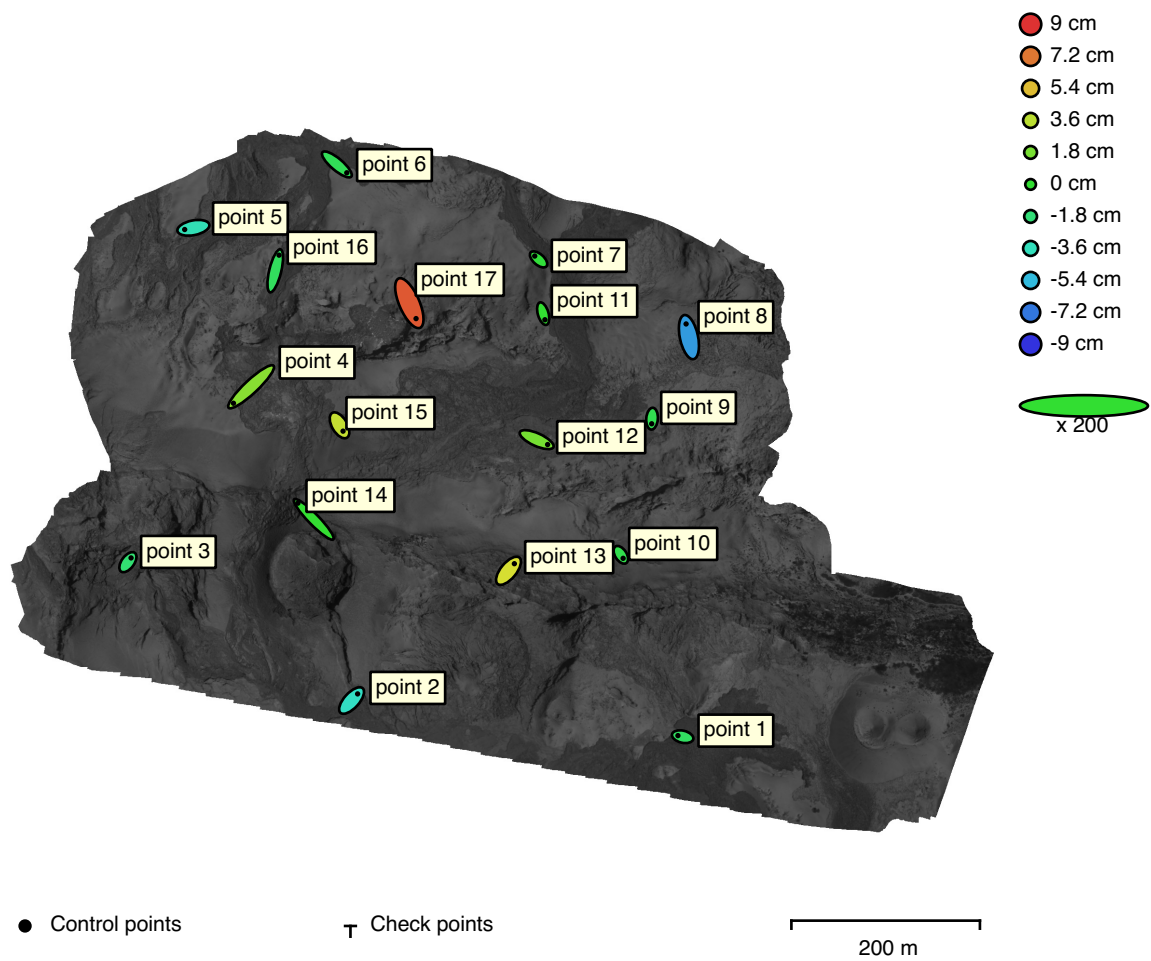 9 cm
7.2 cm
5.4 cm
3.6 cm
1.8 cm
0 cm
-1.8 cm
-3.6 cm
-5.4 cm
-7.2 cm
-9 cm
x 200
point 6
point 5
point 16
point 7
point 17
point 11
point 8
point 4
point 15
point 9
point 12
point 14
point 10
point 3
point 13
point 2
point 1
Control points
Check points
200 m